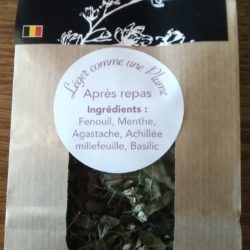 Léger comme une Plume
Après repas
Ingrédients :
Fenouil, Menthe,
Agastache, Achillée
millefeuille, Basilic